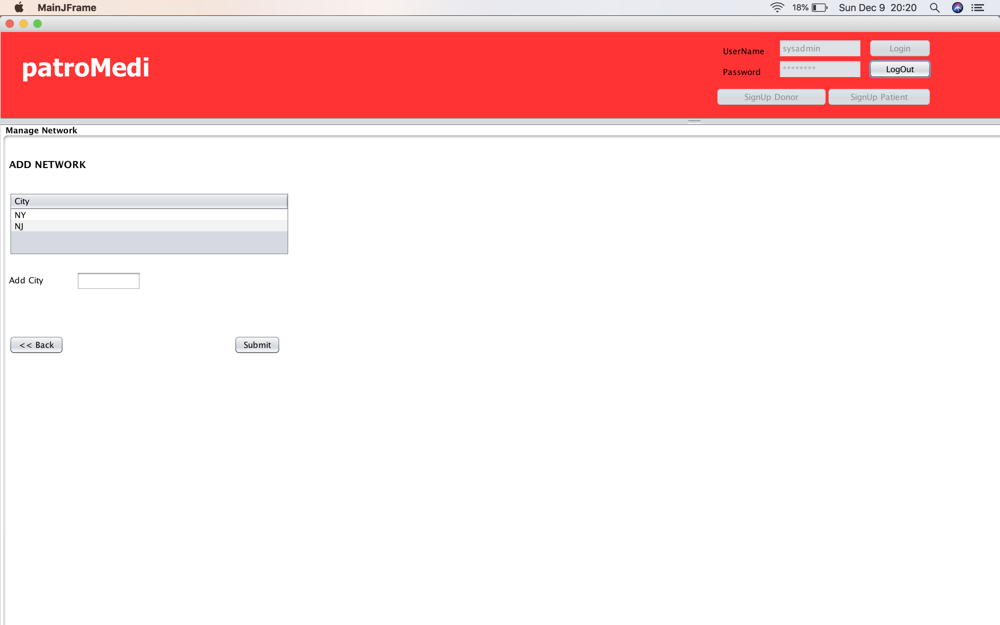 MainJFrame
18%
Sun Dec 9 20:20
patroMedi
UserName
sysadmin
Login
Password
********
LogOut
SignUp Donor
SignUp Patient
Manage Network
ADD NETWORK
City
NY
NJ
Add City
<< Back
Submit